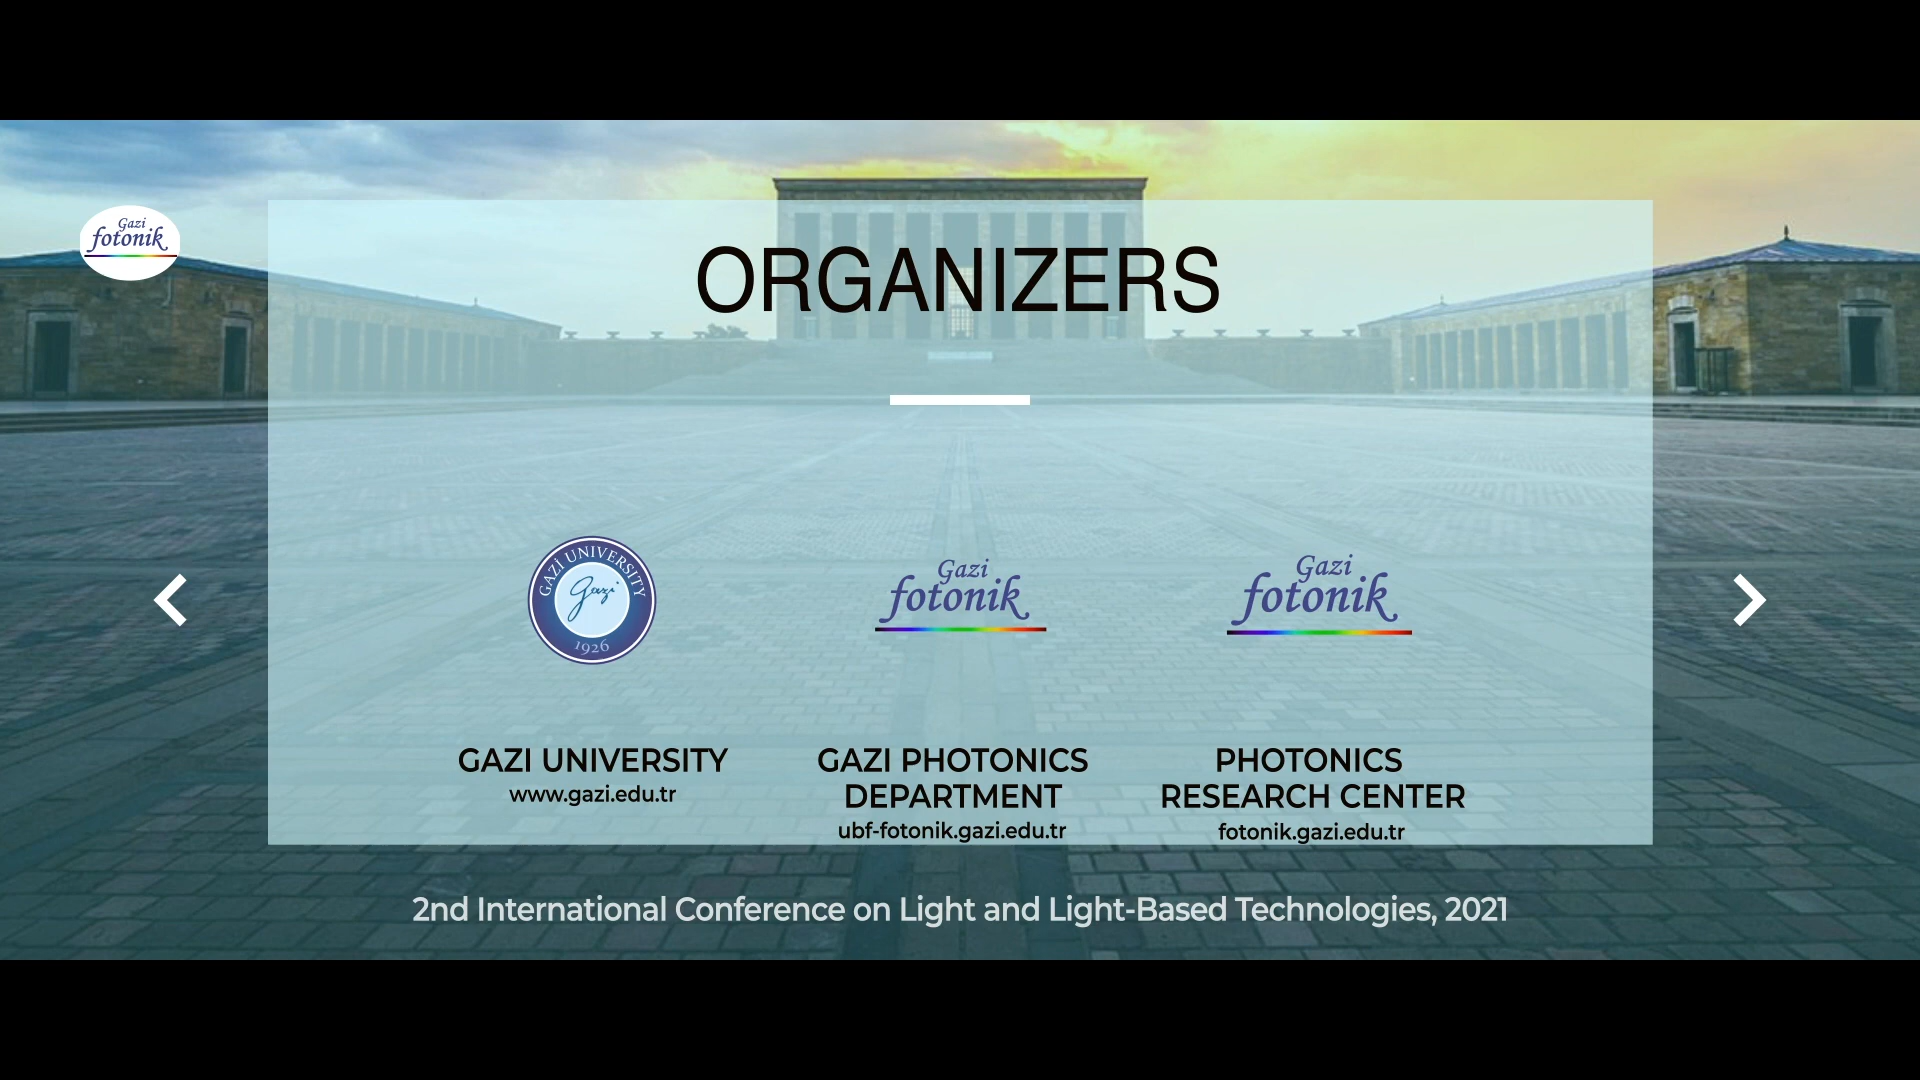 Gazi
fotonik
ORGANIZERS
GAZİ UNIVERSITY
Gazi
1926
Gazi
fotonik
Gazi
fotonik
GAZI UNIVERSITY
www.gazi.edu.tr
GAZI PHOTONICS
DEPARTMENT
ubf-fotonik.gazi.edu.tr
PHOTONICS
RESEARCH CENTER
fotonik.gazi.edu.tr
2nd International Conference on Light and Light-Based Technologies, 2021